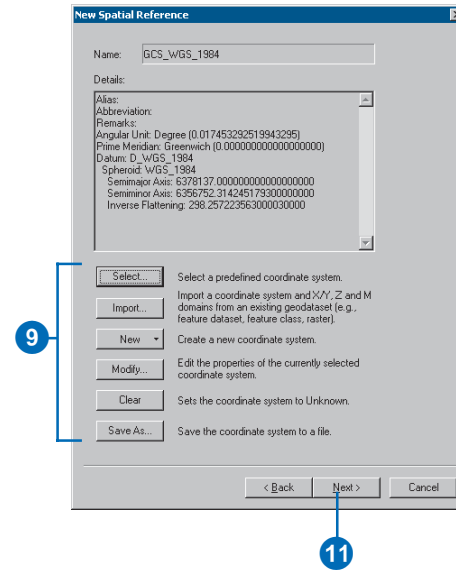 New Spatial Reference
Name: GCS_WGS_1984
Details:
Alias:
Abbreviation:
Remarks:
Angular Unit: Degree (0.017453292519943295)
Prime Meridian: Greenwich (0.000000000000000000)
Datum: D_WGS_1984
Spheroid: WGS_1984
Semimajor Axis: 6378137.000000000000000000
Semiminor Axis: 6356752.314245179300000000
Inverse Flattening: 298.257223563000030000
Select... Select a predefined coordinate system.
Import... Import a coordinate system and X/Y, Z and M
domains from an existing geodataset (e.g.,
feature dataset, feature class, raster).
9
New Create a new coordinate system.
Modify... Edit the properties of the currently selected
coordinate system.
Clear Sets the coordinate system to Unknown.
Save As... Save the coordinate system to a file.
< Back Next > Cancel
11